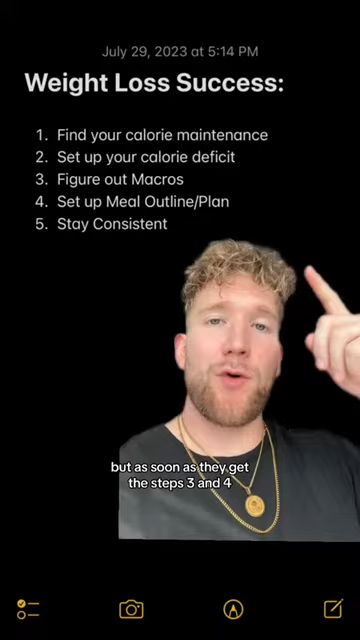 July 29, 2023 at 5:14 PM
Weight Loss Success:
1. Find your calorie maintenance
2. Set up your calorie deficit
3. Figure out Macros
4. Set up Meal Outline/Plan
5. Stay Consistent
but as soon as they get
the steps 3 and 4